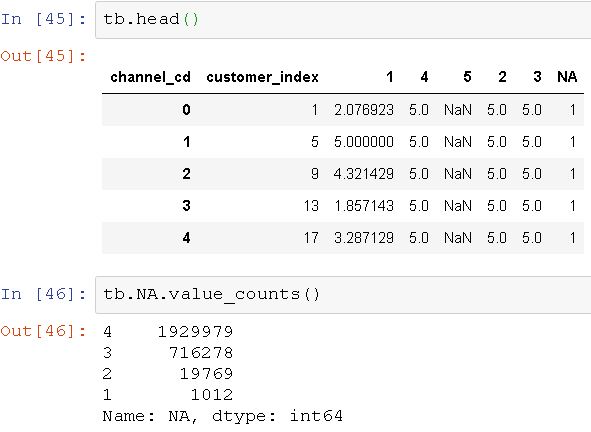 In [45]: tb.head()
Out[45]:
channel_cd customer_index 1 4 5 2 3 NA
0 1 2.076923 5.0 NaN 5.0 5.0 1
1 5 5.000000 5.0 NaN 5.0 5.0 1
2 9 4.321429 5.0 NaN 5.0 5.0 1
3 13 1.857143 5.0 NaN 5.0 5.0 1
4 17 3.287129 5.0 NaN 5.0 5.0 1
In [46]: tb.NA.value_counts()
Out[46]: 4 1929979
3 716278
2 19769
1 1012
Name: NA, dtype: int64